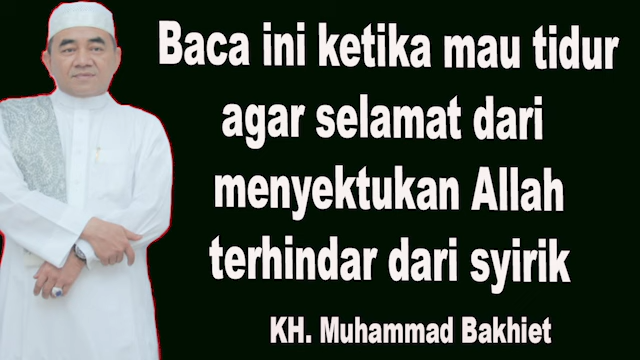 Baca ini ketika mau tidur
agar selamat dari
menyektukan Allah
terhindar dari syirik
KH. Muhammad Bakhiet